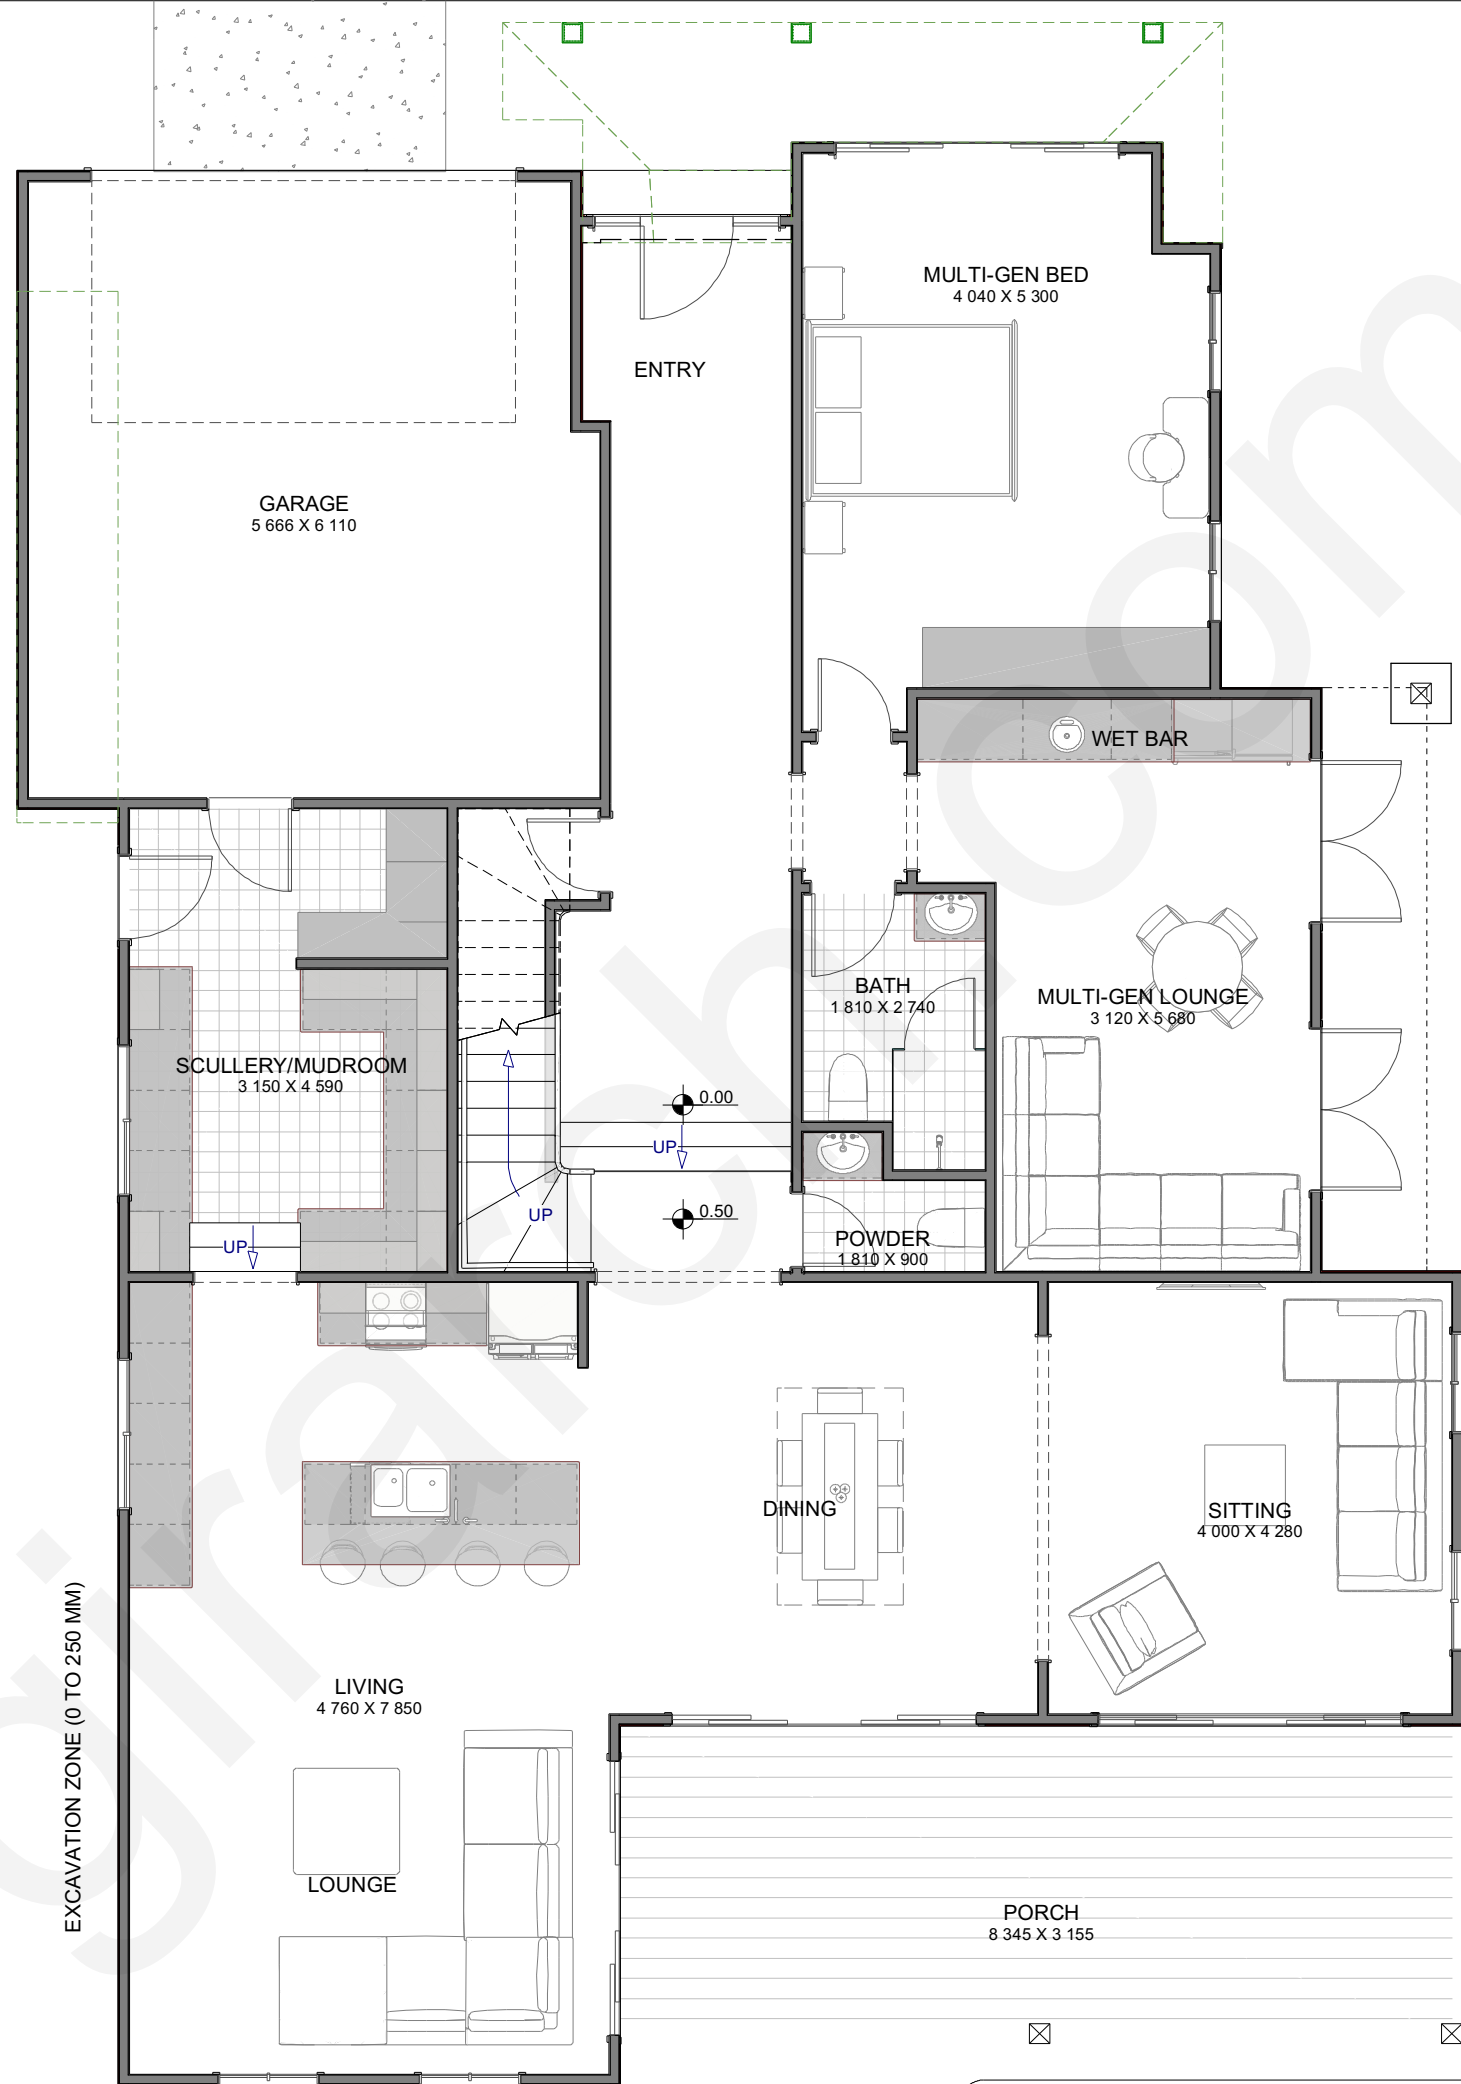 MULTI-GEN BED
4 040 X 5 300
ENTRY
GARAGE
5 666 X 6 110
WET BAR
BATH
1 810 X 2 740
MULTI-GEN LOUNGE
3 120 X 5 680
SCULLERY/MUDROOM
3 150 X 4 590
0.00
UP
0.50
UP
POWDER
1 810 X 900
UP
DINING
SITTING
4 000 X 4 280
LIVING
4 760 X 7 850
EXCAVATION ZONE (0 TO 250 MM)
LOUNGE
PORCH
8 345 X 3 155
girarch.com